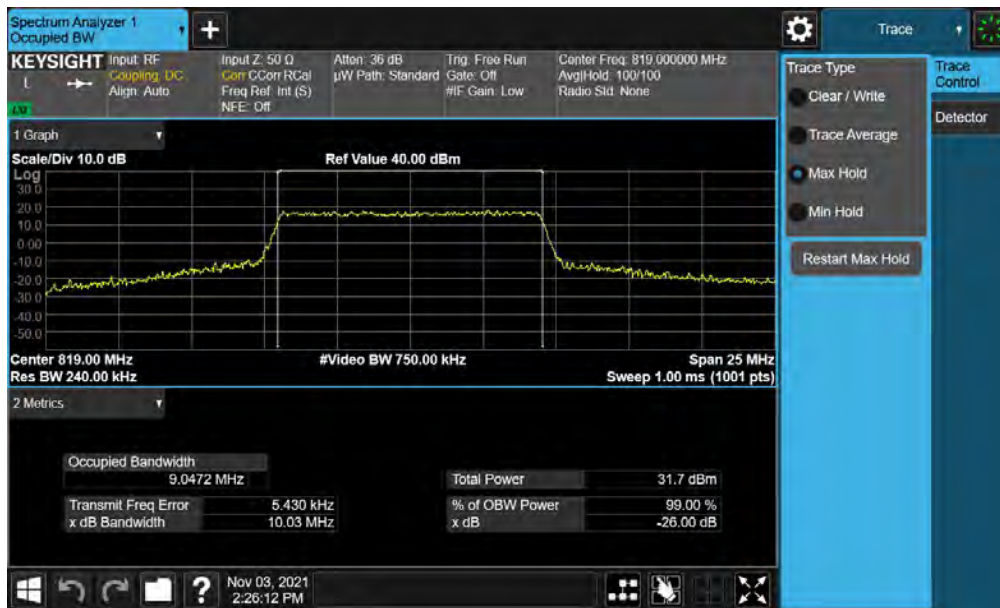 Spectrum Analyzer 1
Occupied BW
+
Trace
KEYSIGHT
L
Input: RF
Coupling: DC
Align: Auto
Input Z: 50 Ω
Corr CCorr RCal
Freq Ref: Int (S)
NFE: Off
Atten: 36 dB
µW Path: Standard
Trig: Free Run
Gate: Off
#IF Gain: Low
Center Freq: 819.000000 MHz
Avg|Hold: 100/100
Radio Std: None
Trace Type
Clear / Write
Trace Average
Max Hold
Min Hold
Restart Max Hold
Trace
Control
Detector
1 Graph
Scale/Div 10.0 dB
Ref Value 40.00 dBm
Log
30.0
20.0
10.0
0.00
-10.0
-20.0
-30.0
-40.0
-50.0
Center 819.00 MHz
#Video BW 750.00 kHz
Span 25 MHz
Res BW 240.00 kHz
Sweep 1.00 ms (1001 pts)
2 Metrics
Occupied Bandwidth
9.0472 MHz
Total Power 31.7 dBm
Transmit Freq Error 5.430 kHz
% of OBW Power 99.00 %
x dB Bandwidth 10.03 MHz
x dB -26.00 dB
?
Nov 03, 2021
2:26:12 PM